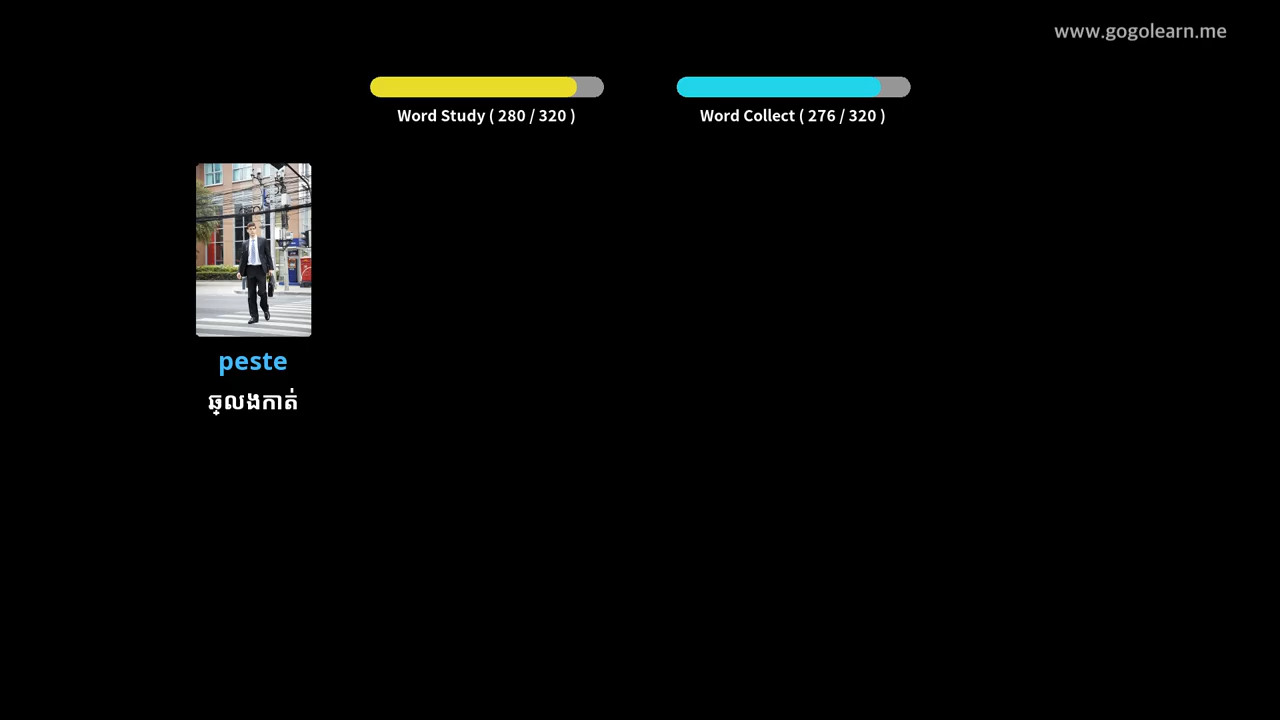 www.gogolearn.me
Word Study ( 280 / 320 )
Word Collect ( 276 / 320 )
peste
ឆ្លងកាត់